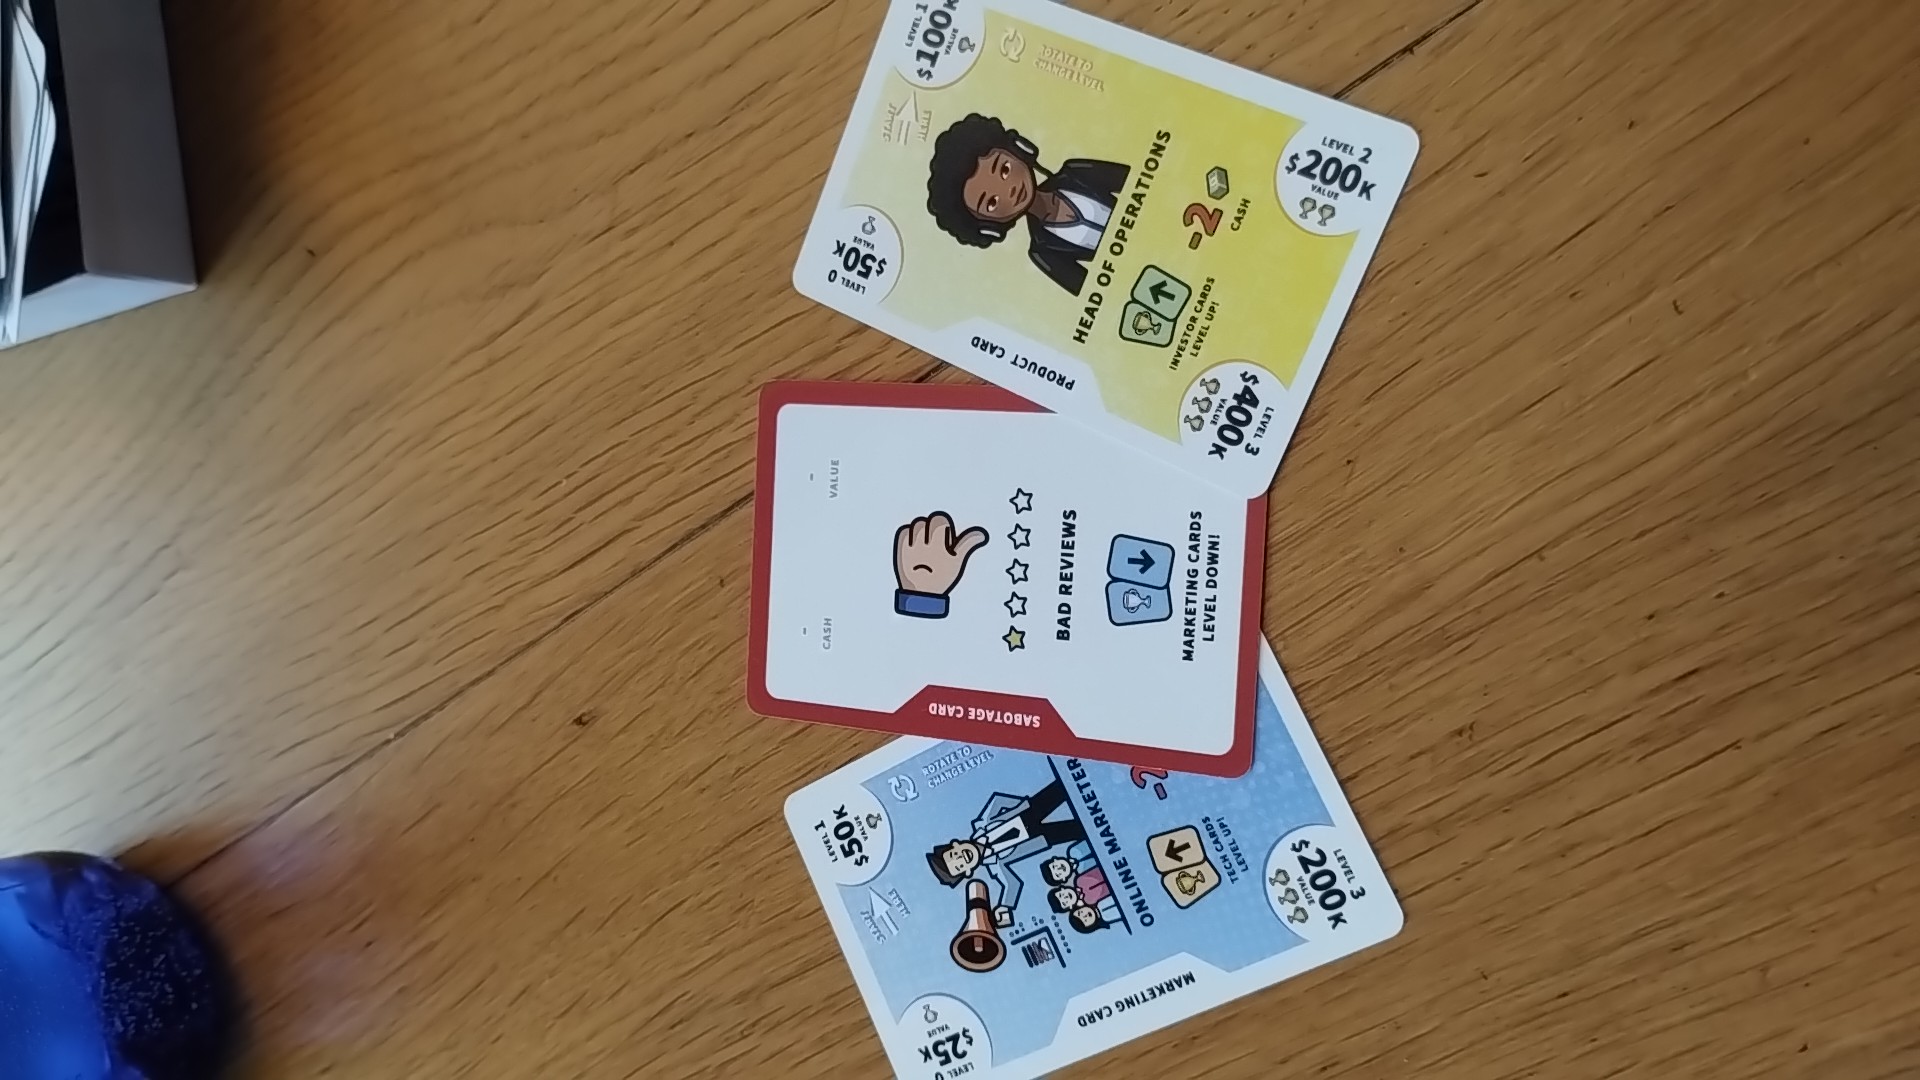 LEVEL 0
$25K
VALUE
START
HERE
LEVEL 1
$50K
VALUE
ROTATE TO
CHANGE LEVEL
MARKETING CARD
ONLINE MARKETER
TECH CARDS
LEVEL UP!
-2
LEVEL 3
$200K
VALUE
-
CASH
-
VALUE
SABOTAGE CARD
BAD REVIEWS
MARKETING CARDS
LEVEL DOWN!
LEVEL 0
$50K
VALUE
START
HERE
LEVEL 1
$100K
VALUE
ROTATE TO
CHANGE LEVEL
PRODUCT CARD
HEAD OF OPERATIONS
INVESTOR CARDS
LEVEL UP!
-2
CASH
LEVEL 3
$400K
VALUE
LEVEL 2
$200K
VALUE